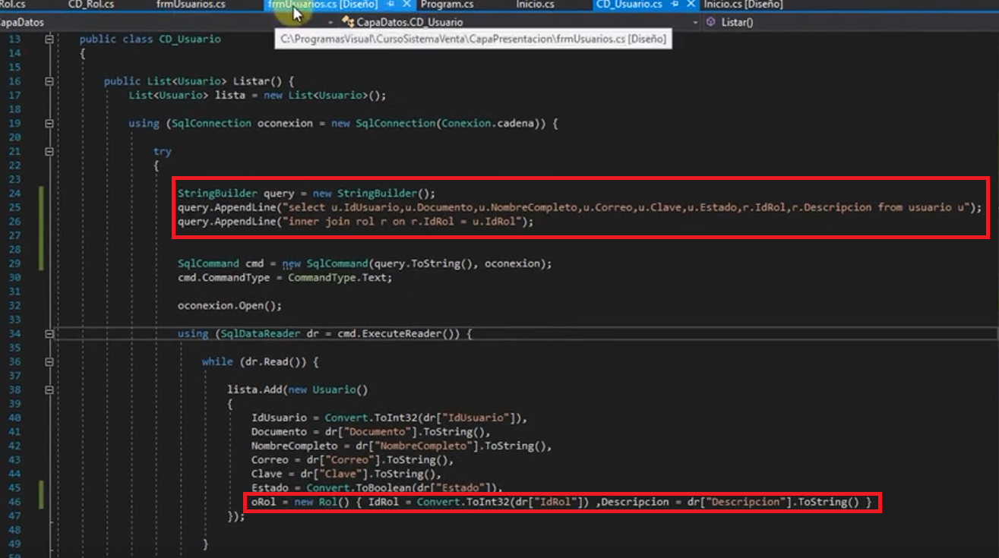 Rol.cs CD_Rol.cs frmUsuarios.cs frmUsuarios.cs [Diseño] Program.cs Inicio.cs CD_Usuario.cs Inicio.cs [Diseño]
CapaDatos CapaDatos.CD_Usuario Listar()
C:\ProgramasVisual\CursoSistemaVenta\CapaPresentacion\frmUsuarios.cs [Diseño]
13 public class CD_Usuario
14 {
15
16 public List<Usuario> Listar() {
17 List<Usuario> lista = new List<Usuario>();
18
19 using (SqlConnection oconexion = new SqlConnection(Conexion.cadena)) {
20
21 try
22 {
23
24 StringBuilder query = new StringBuilder();
25 query.AppendLine("select u.IdUsuario,u.Documento,u.NombreCompleto,u.Correo,u.Clave,u.Estado,r.IdRol,r.Descripcion from usuario u");
26 query.AppendLine("inner join rol r on r.IdRol = u.IdRol");
27
28
29 SqlCommand cmd = new SqlCommand(query.ToString(), oconexion);
30 cmd.CommandType = CommandType.Text;
31
32 oconexion.Open();
33
34 using (SqlDataReader dr = cmd.ExecuteReader()) {
35
36 while (dr.Read()) {
37
38 lista.Add(new Usuario()
39 {
40 IdUsuario = Convert.ToInt32(dr["IdUsuario"]),
41 Documento = dr["Documento"].ToString(),
42 NombreCompleto = dr["NombreCompleto"].ToString(),
43 Correo = dr["Correo"].ToString(),
44 Clave = dr["Clave"].ToString(),
45 Estado = Convert.ToBoolean(dr["Estado"]),
46 oRol = new Rol() { IdRol = Convert.ToInt32(dr["IdRol"]) ,Descripcion = dr["Descripcion"].ToString() }
47 });
48
49 }